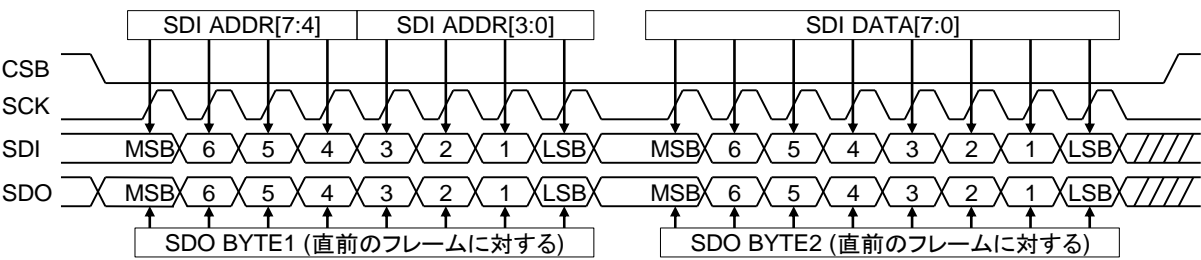 SDI ADDR[7:4] SDI ADDR[3:0] SDI DATA[7:0]
CSB
SCK
SDI MSB 6 5 4 3 2 1 LSB MSB 6 5 4 3 2 1 LSB
SDO MSB 6 5 4 3 2 1 LSB MSB 6 5 4 3 2 1 LSB
SDO BYTE1 (直前のフレームに対する) SDO BYTE2 (直前のフレームに対する)